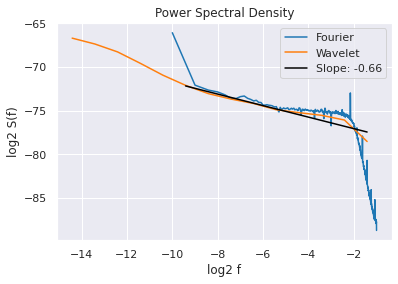 Power Spectral Density
Fourier
Wavelet
Slope: -0.66
log2 S(f)
−65
−70
−75
−80
−85
−14 −12 −10 −8 −6 −4 −2
log2 f